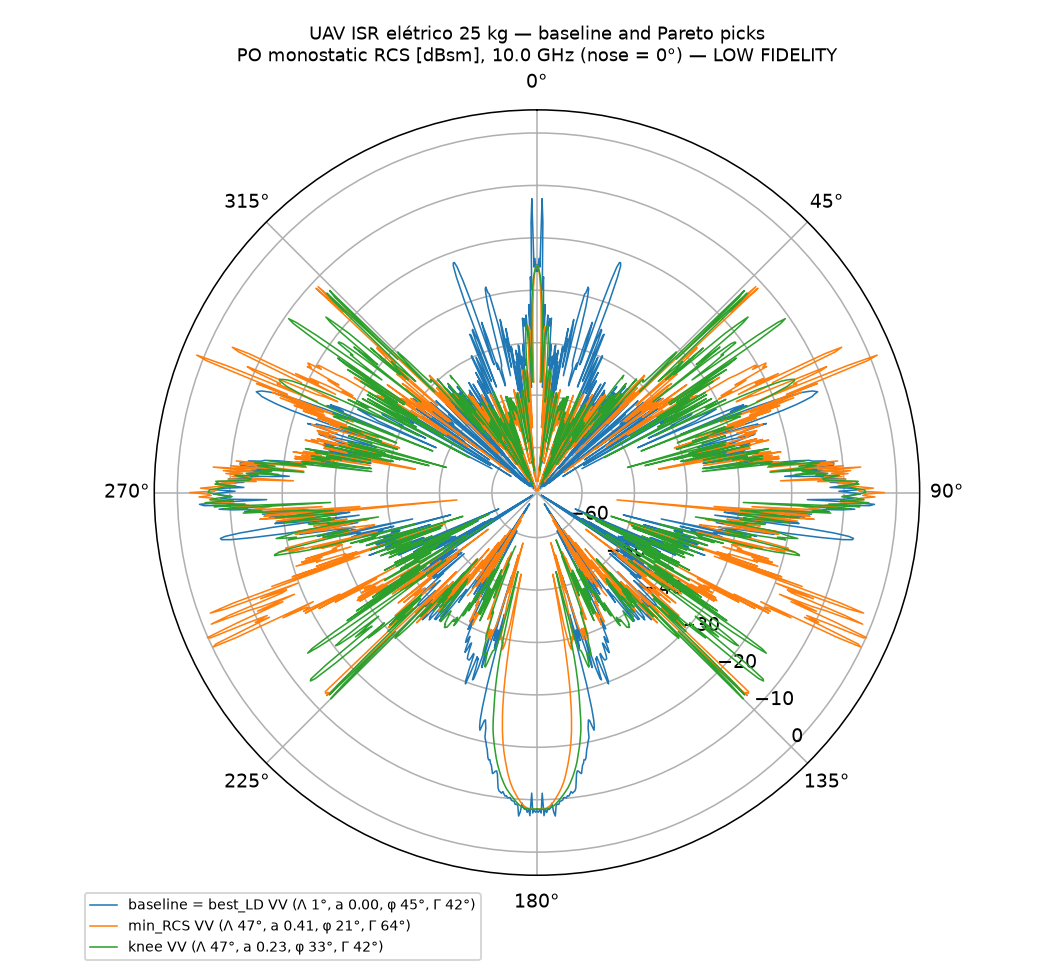 UAV ISR elétrico 25 kg — baseline and Pareto picks
PO monostatic RCS [dBsm], 10.0 GHz (nose = 0°) — LOW FIDELITY
0°
315°
45°
270°
90°
−60
−30
−20
−10
0
225°
135°
180°
baseline = best_LD VV (Λ 1°, a 0.00, φ 45°, Γ 42°)
min_RCS VV (Λ 47°, a 0.41, φ 21°, Γ 64°)
knee VV (Λ 47°, a 0.23, φ 33°, Γ 42°)